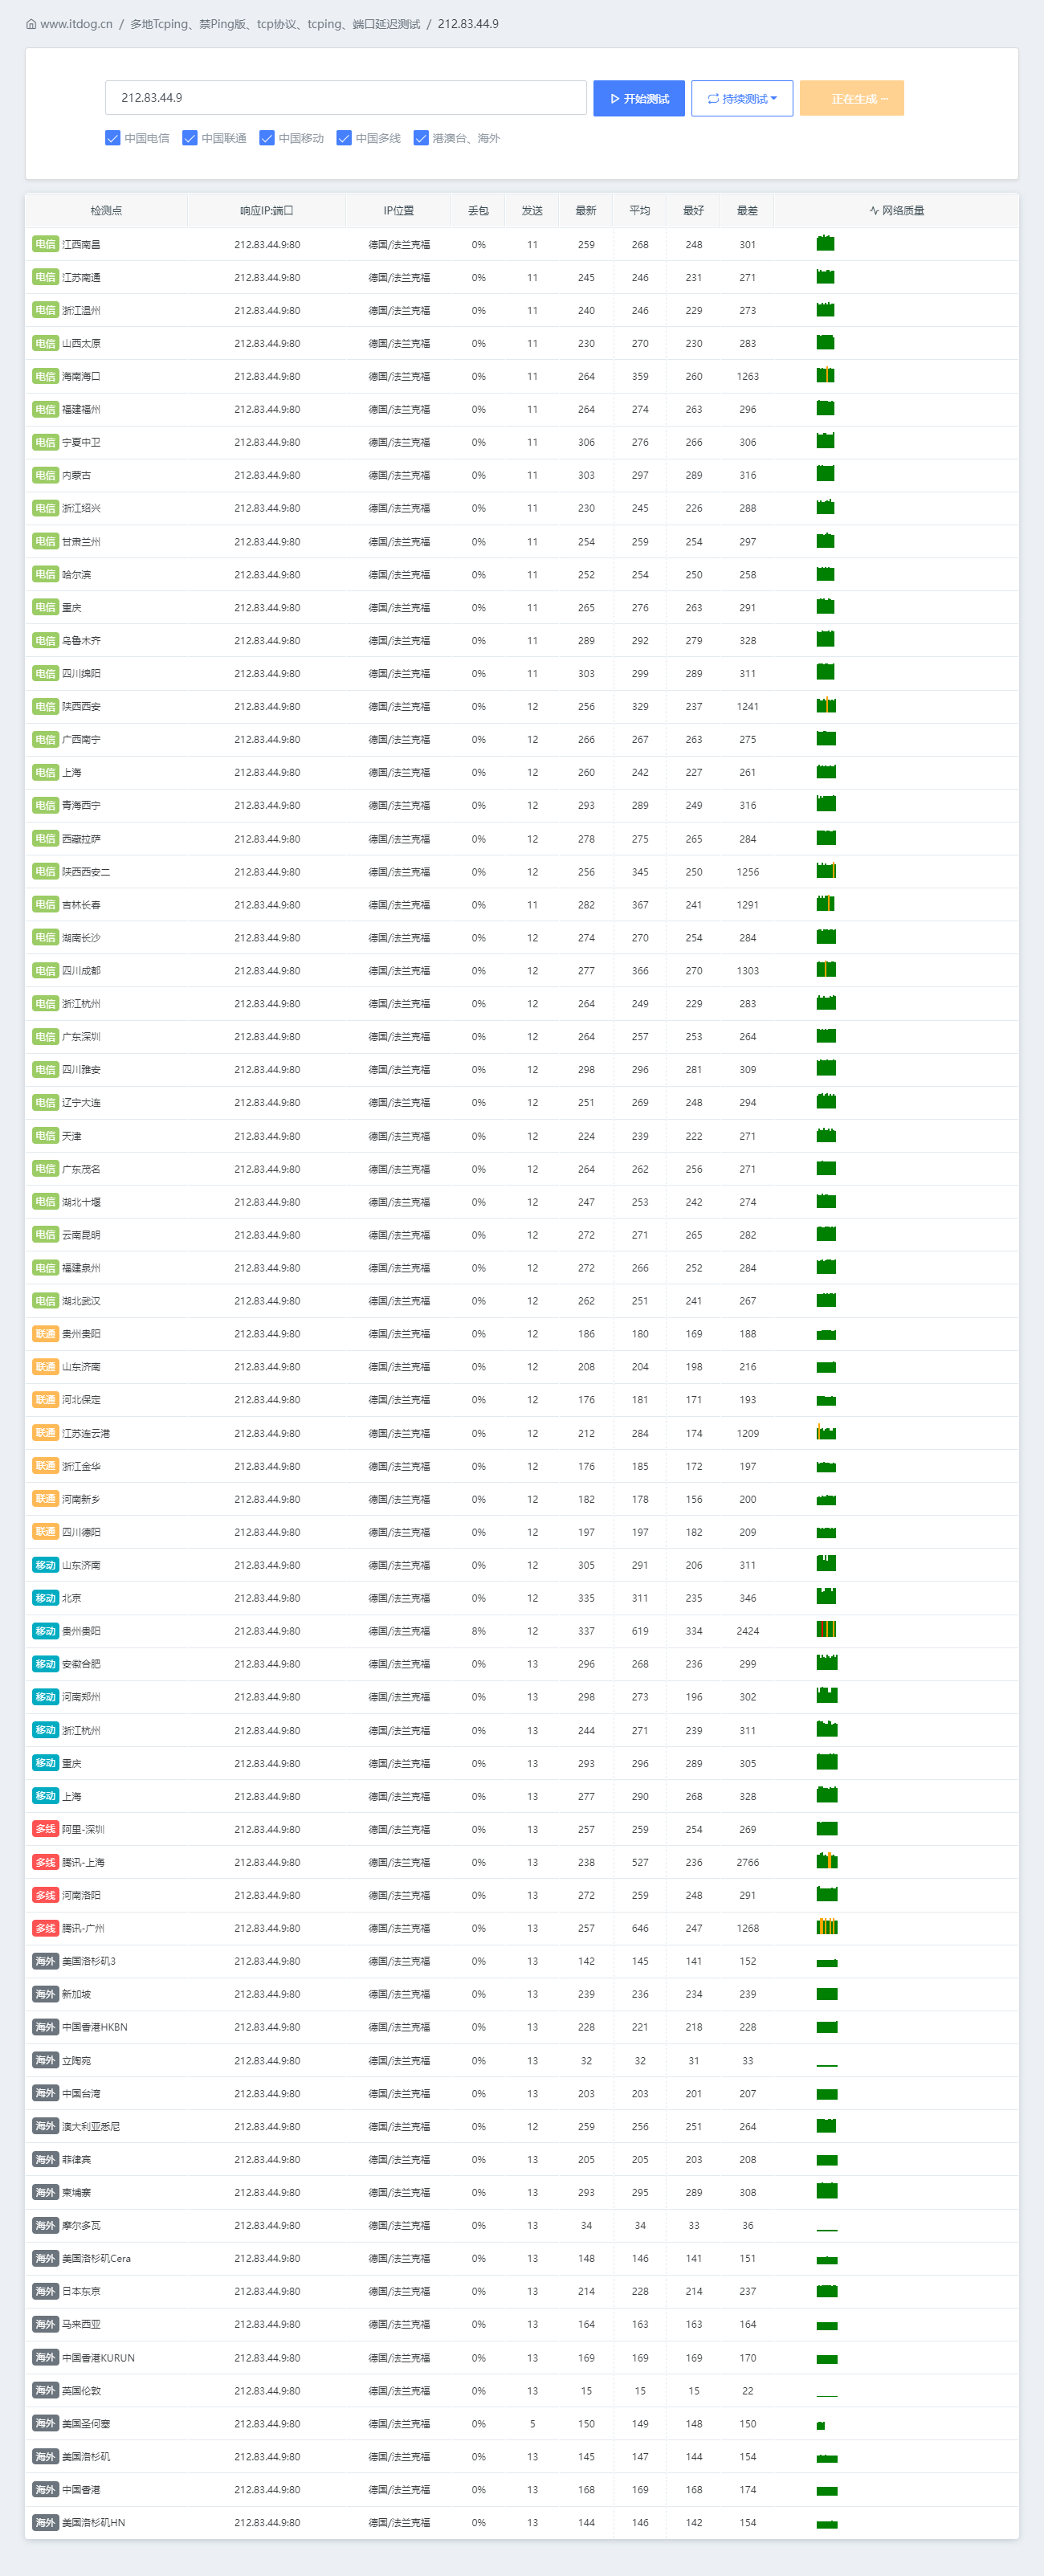 www.itdog.cn / 多地Tcping、禁Ping版、tcp协议、tcping、端口延迟测试 / 212.83.44.9
212.83.44.9 开始测试 持续测试 正在生成 ···
中国电信 中国联通 中国移动 中国多线 港澳台、海外
检测点 响应IP:端口 IP位置 丢包 发送 最新 平均 最好 最差 网络质量
电信 江西南昌 212.83.44.9:80 德国/法兰克福 0% 11 259 268 248 301
电信 江苏南通 212.83.44.9:80 德国/法兰克福 0% 11 245 246 231 271
电信 浙江温州 212.83.44.9:80 德国/法兰克福 0% 11 240 246 229 273
电信 山西太原 212.83.44.9:80 德国/法兰克福 0% 11 230 270 230 283
电信 海南海口 212.83.44.9:80 德国/法兰克福 0% 11 264 359 260 1263
电信 福建福州 212.83.44.9:80 德国/法兰克福 0% 11 264 274 263 296
电信 宁夏中卫 212.83.44.9:80 德国/法兰克福 0% 11 306 276 266 306
电信 内蒙古 212.83.44.9:80 德国/法兰克福 0% 11 303 297 289 316
电信 浙江绍兴 212.83.44.9:80 德国/法兰克福 0% 11 230 245 226 288
电信 甘肃兰州 212.83.44.9:80 德国/法兰克福 0% 11 254 259 254 297
电信 哈尔滨 212.83.44.9:80 德国/法兰克福 0% 11 252 254 250 258
电信 重庆 212.83.44.9:80 德国/法兰克福 0% 11 265 276 263 291
电信 乌鲁木齐 212.83.44.9:80 德国/法兰克福 0% 11 289 292 279 328
电信 四川绵阳 212.83.44.9:80 德国/法兰克福 0% 11 303 299 289 311
电信 陕西西安 212.83.44.9:80 德国/法兰克福 0% 12 256 329 237 1241
电信 广西南宁 212.83.44.9:80 德国/法兰克福 0% 12 266 267 263 275
电信 上海 212.83.44.9:80 德国/法兰克福 0% 12 260 242 227 261
电信 青海西宁 212.83.44.9:80 德国/法兰克福 0% 12 293 289 249 316
电信 西藏拉萨 212.83.44.9:80 德国/法兰克福 0% 12 278 275 265 284
电信 陕西西安二 212.83.44.9:80 德国/法兰克福 0% 12 256 345 250 1256
电信 吉林长春 212.83.44.9:80 德国/法兰克福 0% 11 282 367 241 1291
电信 湖南长沙 212.83.44.9:80 德国/法兰克福 0% 12 274 270 254 284
电信 四川成都 212.83.44.9:80 德国/法兰克福 0% 12 277 366 270 1303
电信 浙江杭州 212.83.44.9:80 德国/法兰克福 0% 12 264 249 229 283
电信 广东深圳 212.83.44.9:80 德国/法兰克福 0% 12 264 257 253 264
电信 四川雅安 212.83.44.9:80 德国/法兰克福 0% 12 298 296 281 309
电信 辽宁大连 212.83.44.9:80 德国/法兰克福 0% 12 251 269 248 294
电信 天津 212.83.44.9:80 德国/法兰克福 0% 12 224 239 222 271
电信 广东茂名 212.83.44.9:80 德国/法兰克福 0% 12 264 262 256 271
电信 湖北十堰 212.83.44.9:80 德国/法兰克福 0% 12 247 253 242 274
电信 云南昆明 212.83.44.9:80 德国/法兰克福 0% 12 272 271 265 282
电信 福建泉州 212.83.44.9:80 德国/法兰克福 0% 12 272 266 252 284
电信 湖北武汉 212.83.44.9:80 德国/法兰克福 0% 12 262 251 241 267
联通 贵州贵阳 212.83.44.9:80 德国/法兰克福 0% 12 186 180 169 188
联通 山东济南 212.83.44.9:80 德国/法兰克福 0% 12 208 204 198 216
联通 河北保定 212.83.44.9:80 德国/法兰克福 0% 12 176 181 171 193
联通 江苏连云港 212.83.44.9:80 德国/法兰克福 0% 12 212 284 174 1209
联通 浙江金华 212.83.44.9:80 德国/法兰克福 0% 12 176 185 172 197
联通 河南新乡 212.83.44.9:80 德国/法兰克福 0% 12 182 178 156 200
联通 四川德阳 212.83.44.9:80 德国/法兰克福 0% 12 197 197 182 209
移动 山东济南 212.83.44.9:80 德国/法兰克福 0% 12 305 291 206 311
移动 北京 212.83.44.9:80 德国/法兰克福 0% 12 335 311 235 346
移动 贵州贵阳 212.83.44.9:80 德国/法兰克福 8% 12 337 619 334 2424
移动 安徽合肥 212.83.44.9:80 德国/法兰克福 0% 13 296 268 236 299
移动 河南郑州 212.83.44.9:80 德国/法兰克福 0% 13 298 273 196 302
移动 浙江杭州 212.83.44.9:80 德国/法兰克福 0% 13 244 271 239 311
移动 重庆 212.83.44.9:80 德国/法兰克福 0% 13 293 296 289 305
移动 上海 212.83.44.9:80 德国/法兰克福 0% 13 277 290 268 328
多线 阿里-深圳 212.83.44.9:80 德国/法兰克福 0% 13 257 259 254 269
多线 腾讯-上海 212.83.44.9:80 德国/法兰克福 0% 13 238 527 236 2766
多线 河南洛阳 212.83.44.9:80 德国/法兰克福 0% 13 272 259 248 291
多线 腾讯-广州 212.83.44.9:80 德国/法兰克福 0% 13 257 646 247 1268
海外 美国洛杉矶3 212.83.44.9:80 德国/法兰克福 0% 13 142 145 141 152
海外 新加坡 212.83.44.9:80 德国/法兰克福 0% 13 239 236 234 239
海外 中国香港HKBN 212.83.44.9:80 德国/法兰克福 0% 13 228 221 218 228
海外 立陶宛 212.83.44.9:80 德国/法兰克福 0% 13 32 32 31 33
海外 中国台湾 212.83.44.9:80 德国/法兰克福 0% 13 203 203 201 207
海外 澳大利亚悉尼 212.83.44.9:80 德国/法兰克福 0% 12 259 256 251 264
海外 菲律宾 212.83.44.9:80 德国/法兰克福 0% 13 205 205 203 208
海外 柬埔寨 212.83.44.9:80 德国/法兰克福 0% 13 293 295 289 308
海外 摩尔多瓦 212.83.44.9:80 德国/法兰克福 0% 13 34 34 33 36
海外 美国洛杉矶Cera 212.83.44.9:80 德国/法兰克福 0% 13 148 146 141 151
海外 日本东京 212.83.44.9:80 德国/法兰克福 0% 13 214 228 214 237
海外 马来西亚 212.83.44.9:80 德国/法兰克福 0% 13 164 163 163 164
海外 中国香港KURUN 212.83.44.9:80 德国/法兰克福 0% 13 169 169 169 170
海外 英国伦敦 212.83.44.9:80 德国/法兰克福 0% 13 15 15 15 22
海外 美国圣何塞 212.83.44.9:80 德国/法兰克福 0% 5 150 149 148 150
海外 美国洛杉矶 212.83.44.9:80 德国/法兰克福 0% 13 145 147 144 154
海外 中国香港 212.83.44.9:80 德国/法兰克福 0% 13 168 169 168 174
海外 美国洛杉矶HN 212.83.44.9:80 德国/法兰克福 0% 13 144 146 142 154